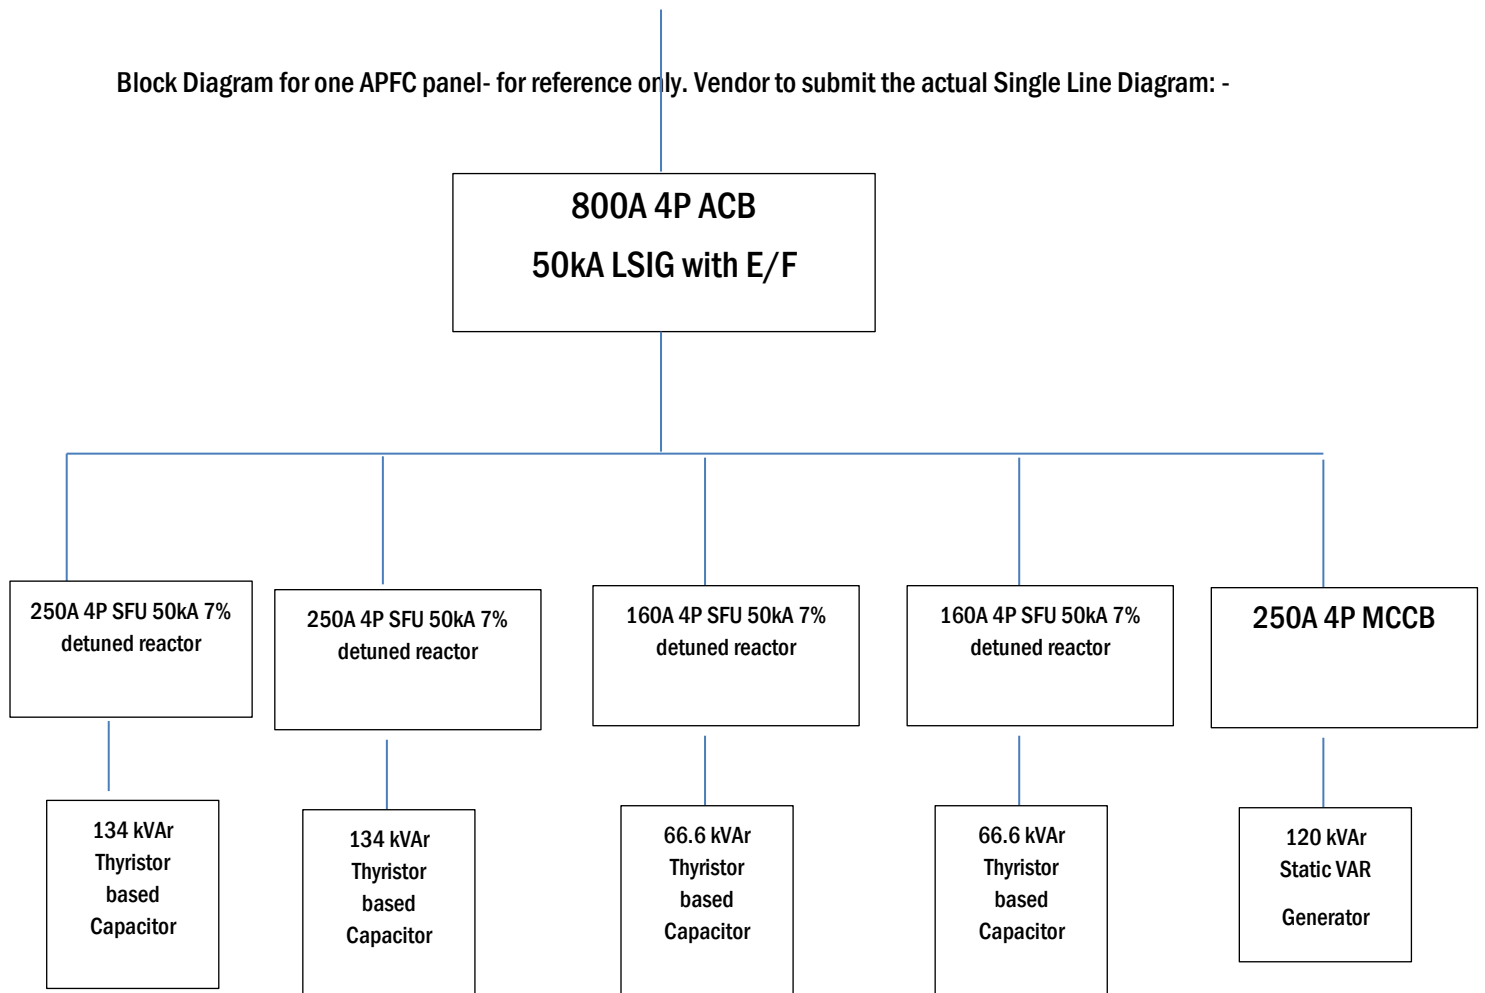 Block Diagram for one APFC panel- for reference only. Vendor to submit the actual Single Line Diagram: -
800A 4P ACB
50kA LSIG with E/F
250A 4P SFU 50kA 7%
detuned reactor
250A 4P SFU 50kA 7%
detuned reactor
160A 4P SFU 50kA 7%
detuned reactor
160A 4P SFU 50kA 7%
detuned reactor
250A 4P MCCB
134 kVAr
Thyristor
based
Capacitor
134 kVAr
Thyristor
based
Capacitor
66.6 kVAr
Thyristor
based
Capacitor
66.6 kVAr
Thyristor
based
Capacitor
120 kVAr
Static VAR
Generator